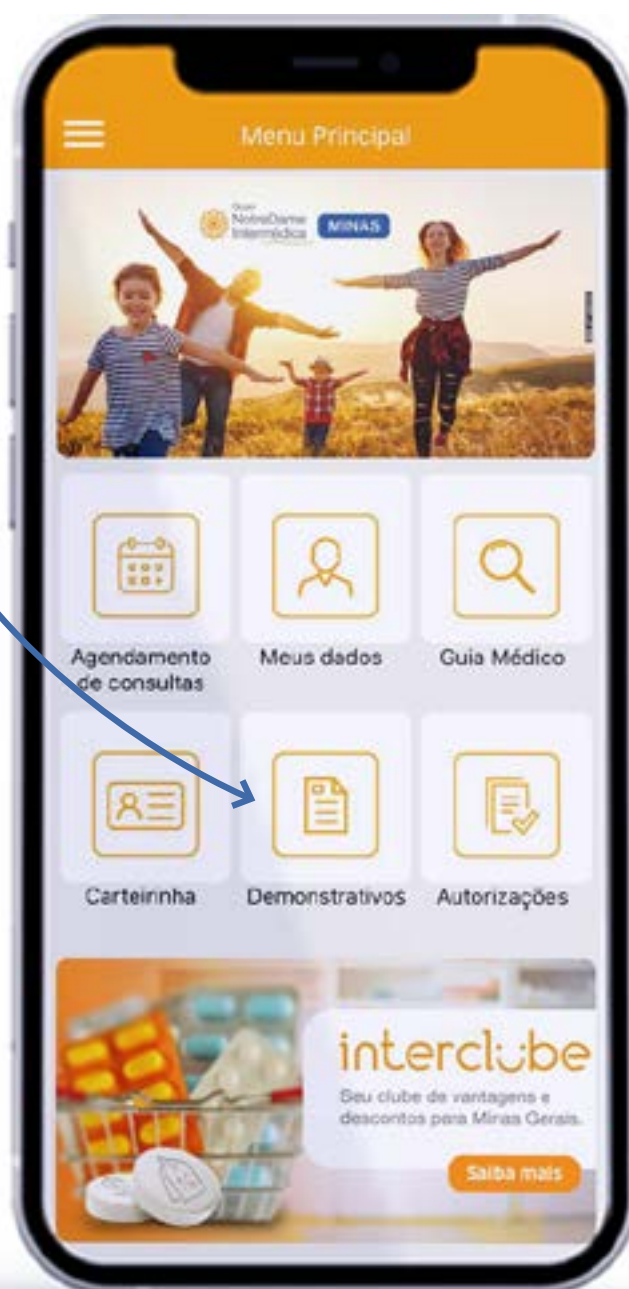 Menu Principal
Grupo
NotreDame
Intermédica
MINAS
Agendamento
de consultas
Meus dados
Guia Médico
Carteirinha
Demonstrativos
Autorizações
interclube
Seu clube de vantagens e
descontos para Minas Gerais.
Saiba mais